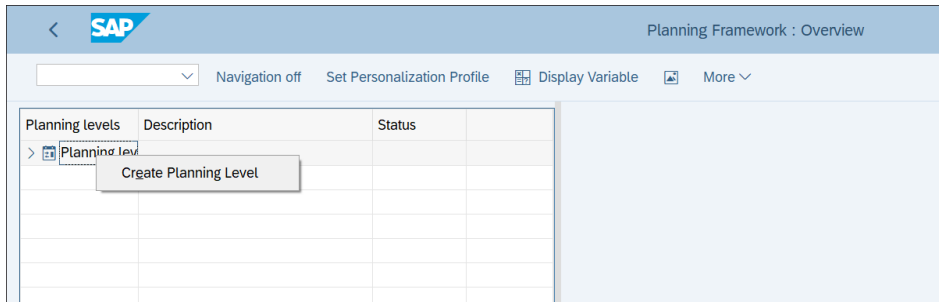 SAP
Planning Framework : Overview
Navigation off Set Personalization Profile Display Variable More
Planning levels Description Status
Planning lev
Create Planning Level